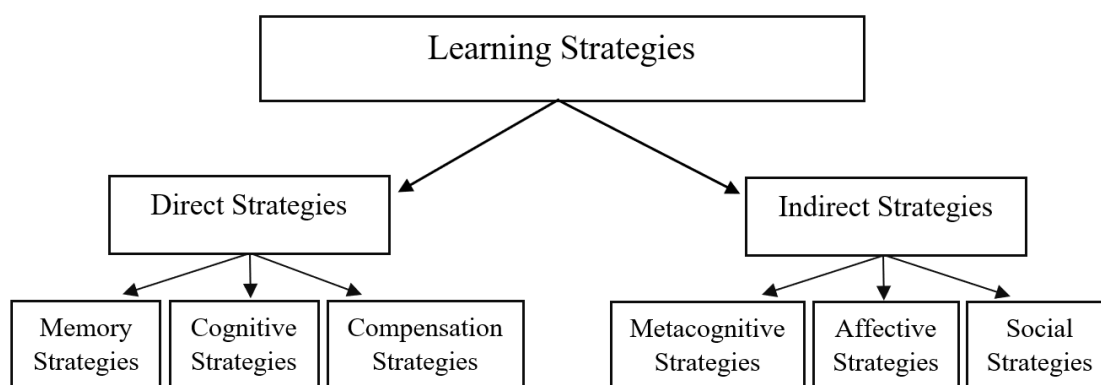 Learning Strategies
Direct Strategies
Indirect Strategies
Memory
Strategies
Cognitive
Strategies
Compensation
Strategies
Metacognitive
Strategies
Affective
Strategies
Social
Strategies